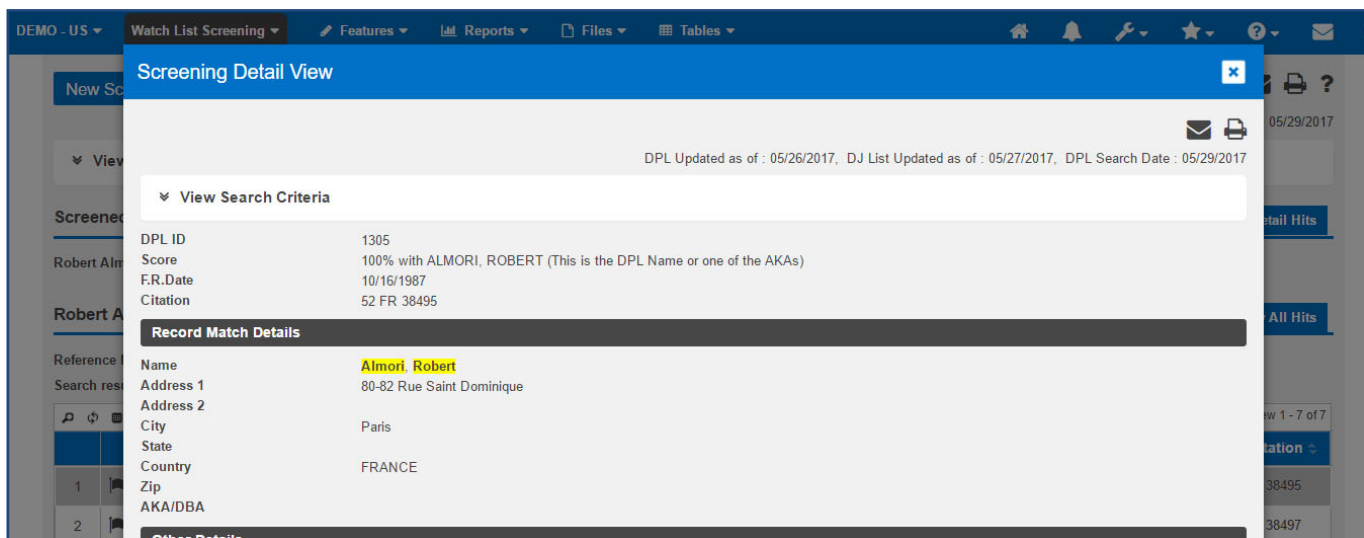 DEMO - US Watch List Screening Features Reports Files Tables
Screening Detail View
New Sc
05/29/2017
DPL Updated as of : 05/26/2017, DJ List Updated as of : 05/27/2017, DPL Search Date : 05/29/2017
View
View Search Criteria
Screened
etail Hits
DPL ID 1305
Score 100% with ALMORI, ROBERT (This is the DPL Name or one of the AKAs)
Robert Alm
F.R.Date 10/16/1987
Citation 52 FR 38495
Robert A
All Hits
Record Match Details
Reference
Name Almori, Robert
Search resu
Address 1 80-82 Rue Saint Dominique
Address 2
City Paris
ew 1 - 7 of 7
State
tation
Country FRANCE
1 Zip 38495
AKA/DBA
2 38497
Other Details